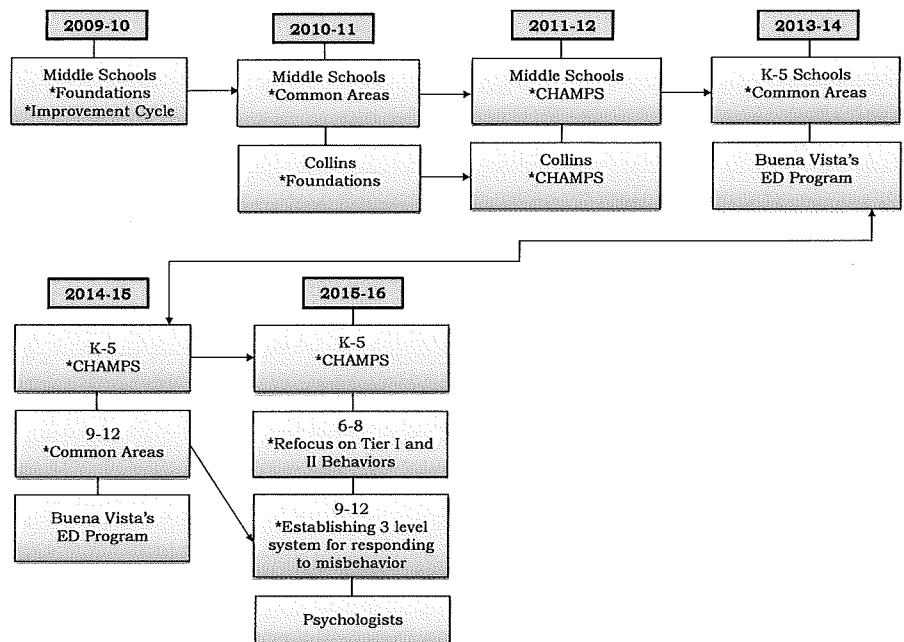 2009-10
Middle Schools
*Foundations
*Improvement Cycle
2010-11
Middle Schools
*Common Areas
Collins
*Foundations
2011-12
Middle Schools
*CHAMPS
Collins
*CHAMPS
2013-14
K-5 Schools
*Common Areas
Buena Vista's
ED Program
2014-15
K-5
*CHAMPS
9-12
*Common Areas
Buena Vista's
ED Program
2015-16
K-5
*CHAMPS
6-8
*Refocus on Tier I and
II Behaviors
9-12
*Establishing 3 level
system for responding
to misbehavior
Psychologists